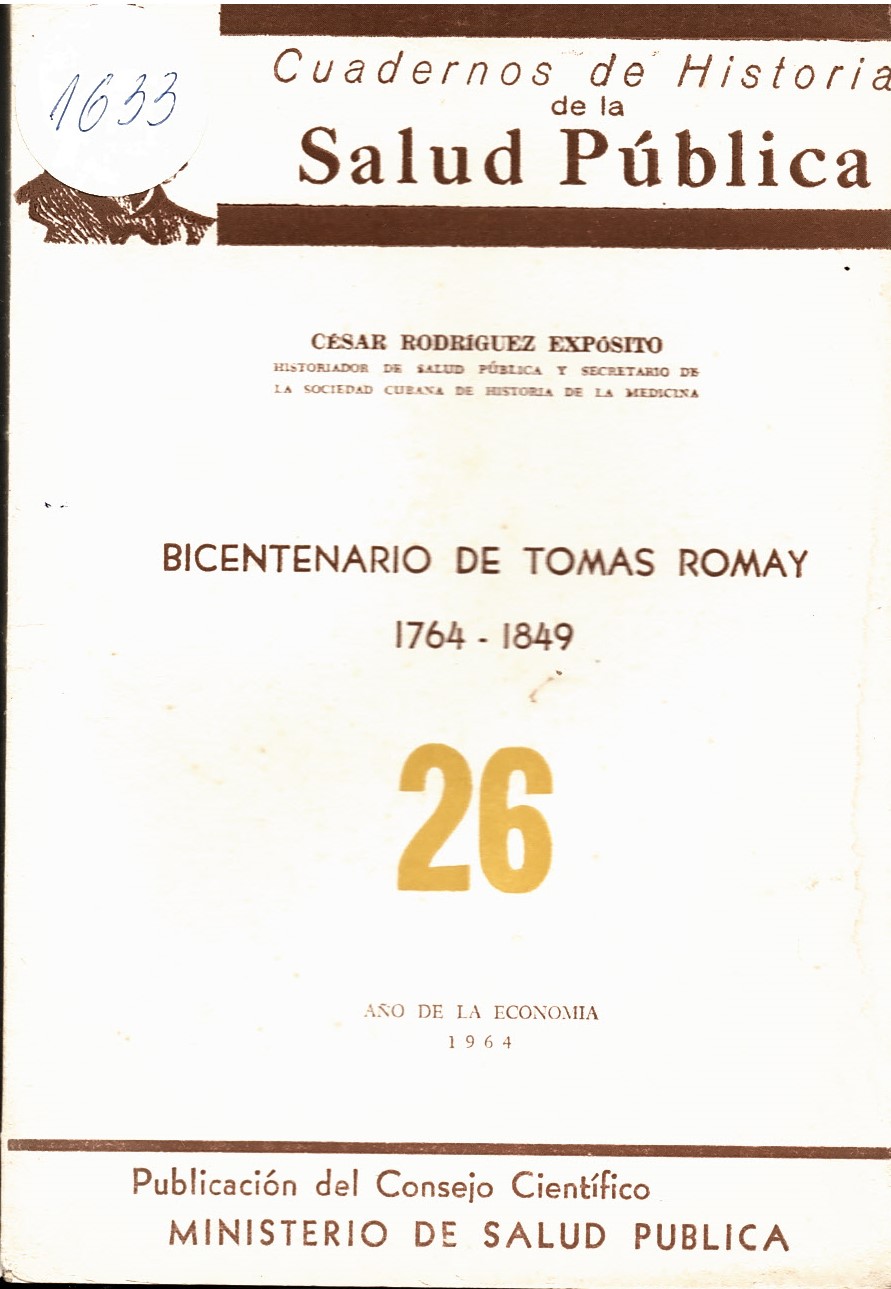 1633
Cuadernos de Historia
de la
Salud Pública
CÉSAR RODRÍGUEZ EXPÓSITO
HISTORIADOR DE SALUD PÚBLICA Y SECRETARIO DE
LA SOCIEDAD CUBANA DE HISTORIA DE LA MEDICINA
BICENTENARIO DE TOMAS ROMAY
1764 - 1849
26
AÑO DE LA ECONOMIA
1964
Publicación del Consejo Científico
MINISTERIO DE SALUD PUBLICA